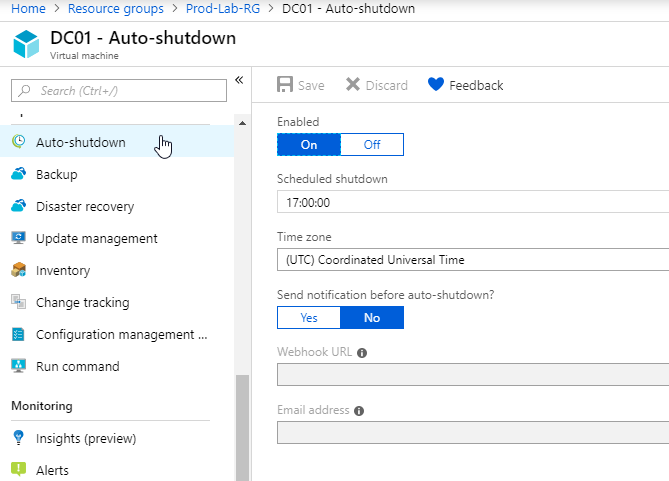 Home > Resource groups > Prod-Lab-RG > DC01 - Auto-shutdown
DC01 - Auto-shutdown
Virtual machine
Search (Ctrl+/)
Auto-shutdown
Backup
Disaster recovery
Update management
Inventory
Change tracking
Configuration management ...
Run command
Monitoring
Insights (preview)
Alerts
Save Discard Feedback
Enabled
On Off
Scheduled shutdown
17:00:00
Time zone
(UTC) Coordinated Universal Time
Send notification before auto-shutdown?
Yes No
Webhook URL
Email address